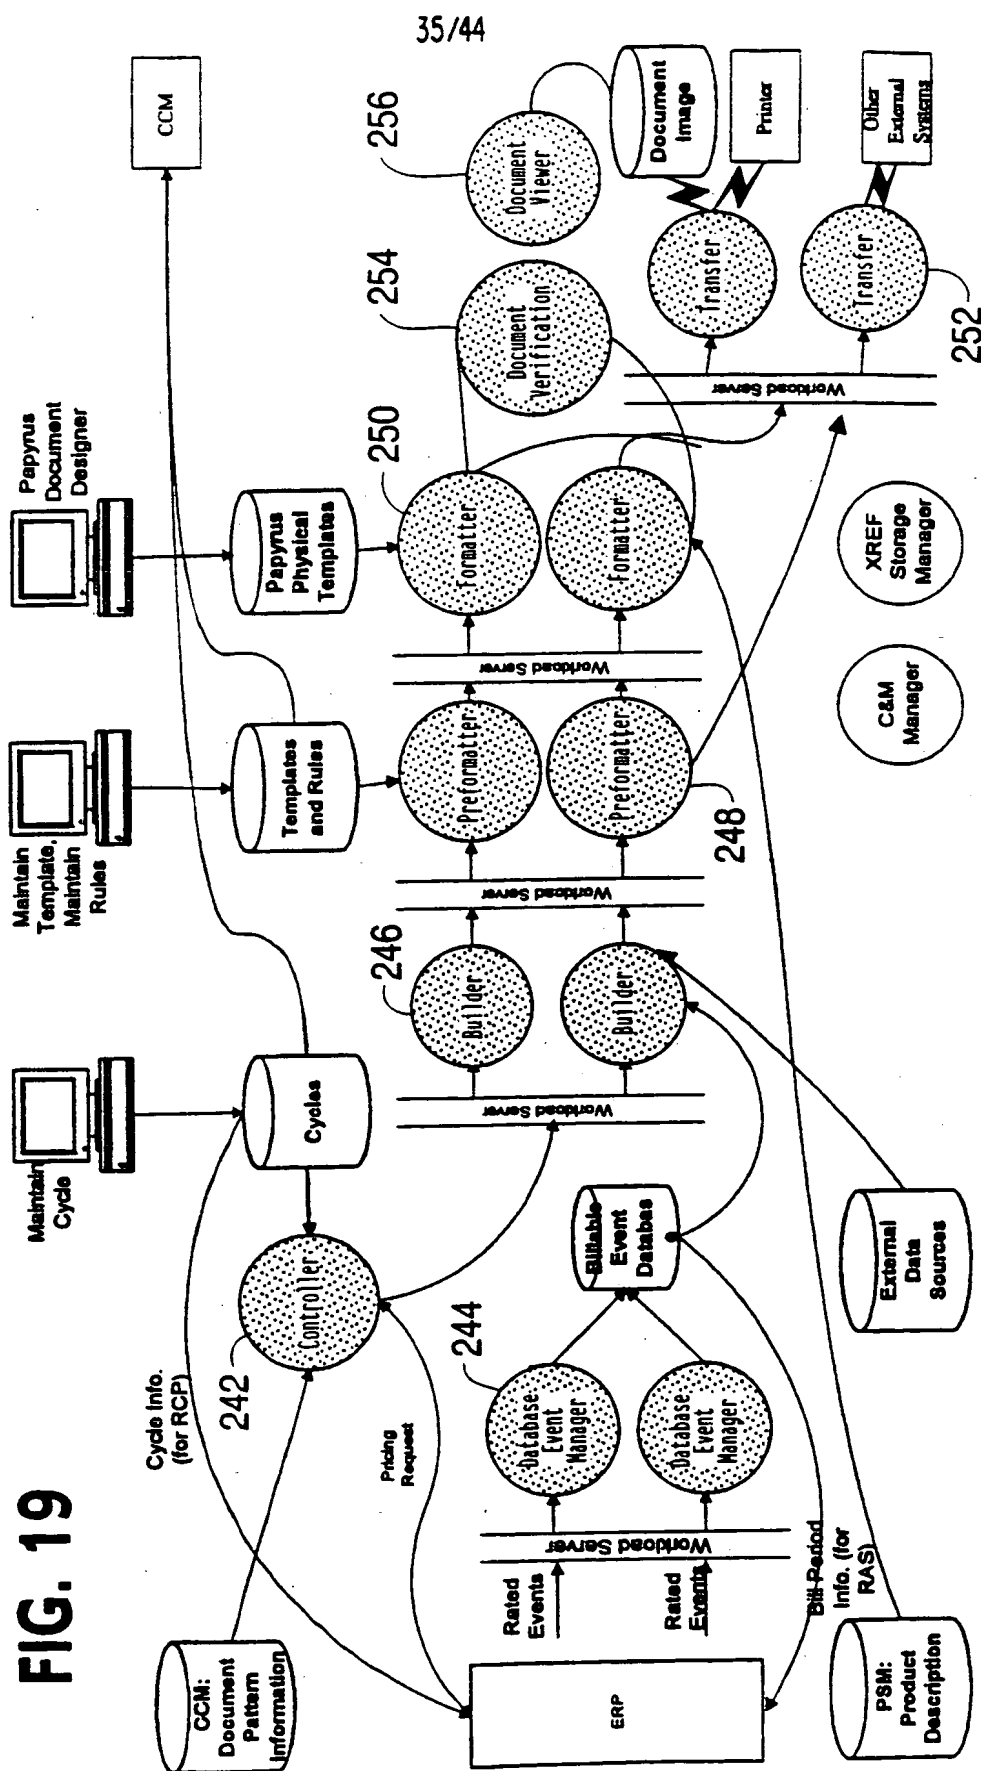 35/44
FIG. 19
Maintain
Cycle
Maintain
Template,
Maintain
Rules
Papyrus
Document
Designer
CCM
Cycle Info.
(for RCP)
Cycles
Templates
and Rules
Papyrus
Physical
Templates
CCM:
Document
Pattern
Information
242
Controller
Pricing
Request
246
250
254
256
Workload Server
Builder
Builder
Workload Server
Preformatter
Preformatter
248
Workload Server
Formatter
Formatter
Document
Verification
Document
Viewer
Document
Image
Printer
Other
External
Systems
Transfer
Transfer
252
Workload Server
ERP
Rated
Events
Rated
Events
Workload Server
244
Database
Event
Manager
Database
Event
Manager
Billable
Event
Databas
Bill Period
Info. (for
RAS)
PSM:
Product
Description
External
Data
Sources
C&M
Manager
XREF
Storage
Manager